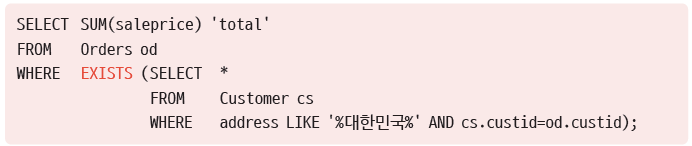 SELECT SUM(saleprice) 'total'
FROM Orders od
WHERE EXISTS (SELECT *
FROM Customer cs
WHERE address LIKE '%대한민국%' AND cs.custid=od.custid);